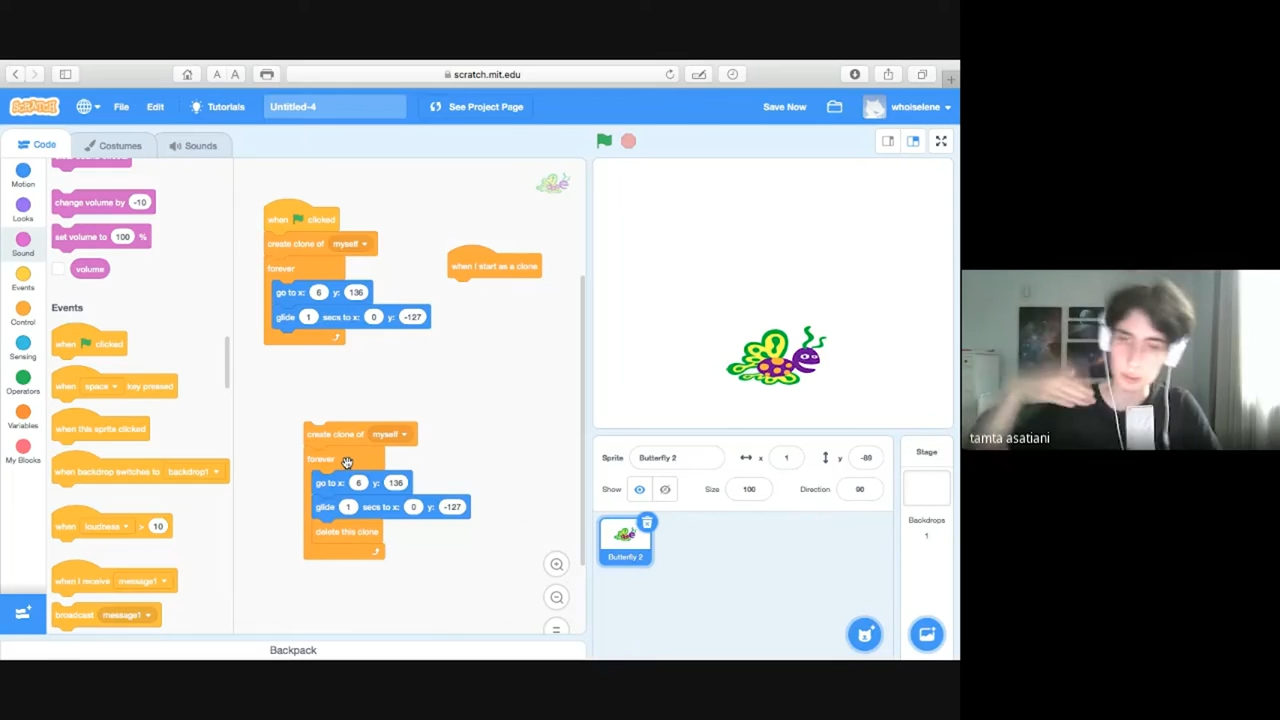 scratch.mit.edu
A A
SCRATCH
File
Edit
Tutorials
Untitled-4
See Project Page
Save Now
whoiselene
Code
Costumes
Sounds
Motion
Looks
Sound
Events
Control
Sensing
Operators
Variables
My Blocks
change volume by -10
set volume to 100 %
volume
Events
when clicked
when space key pressed
when this sprite clicked
when backdrop switches to backdrop1
when loudness > 10
when I receive message1
broadcast message1
when clicked
create clone of myself
forever
go to x: 6 y: 136
glide 1 secs to x: 0 y: -127
when I start as a clone
create clone of myself
forever
go to x: 6 y: 136
glide 1 secs to x: 0 y: -127
delete this clone
Backpack
Sprite Butterfly 2 x 1 y -89
Show Size 100 Direction 90
Butterfly 2
Stage
Backdrops
1
tamta asatiani